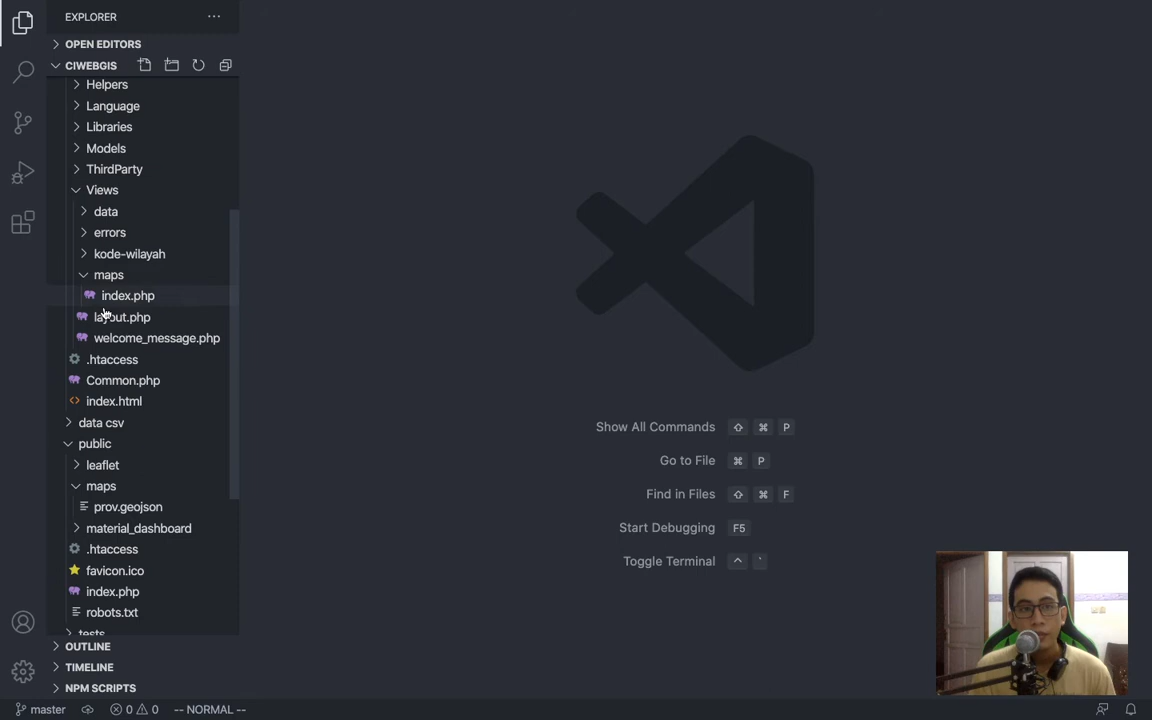 EXPLORER
OPEN EDITORS
CIWEBGIS
Helpers
Language
Libraries
Models
ThirdParty
Views
data
errors
kode-wilayah
maps
index.php
layout.php
welcome_message.php
.htaccess
Common.php
index.html
data csv
public
leaflet
maps
prov.geojson
material_dashboard
.htaccess
favicon.ico
index.php
robots.txt
tests
OUTLINE
TIMELINE
NPM SCRIPTS
Show All Commands ⇧ ⌘ P
Go to File ⌘ P
Find in Files ⇧ ⌘ F
Start Debugging F5
Toggle Terminal ^ `
master 0 0 -- NORMAL --